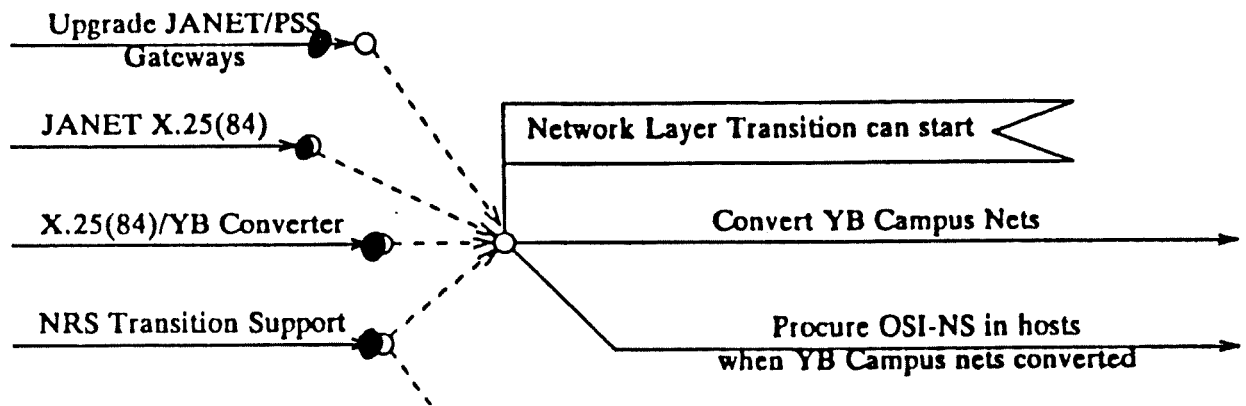 Upgrade JANET/PSS
Gateways
JANET X.25(84)
Network Layer Transition can start
X.25(84)/YB Converter
Convert YB Campus Nets
NRS Transition Support
Procure OSI-NS in hosts
when YB Campus nets converted